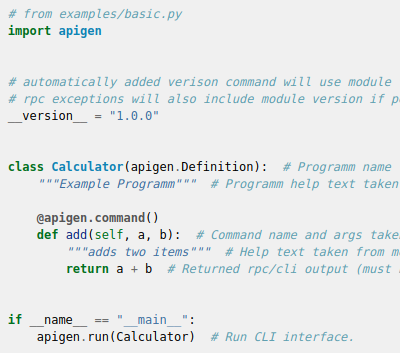 # from examples/basic.py
import apigen
# automatically added verison command will use module
# rpc exceptions will also include module version if
__version__ = "1.0.0"
class Calculator(apigen.Definition):  # Programm name
"""Example Programm"""  # Programm help text taken
@apigen.command()
def add(self, a, b):  # Command name and args
"""adds two items"""  # Help text taken from
return a + b  # Returned rpc/cli output (must
if __name__ == "__main__":
apigen.run(Calculator)  # Run CLI interface.